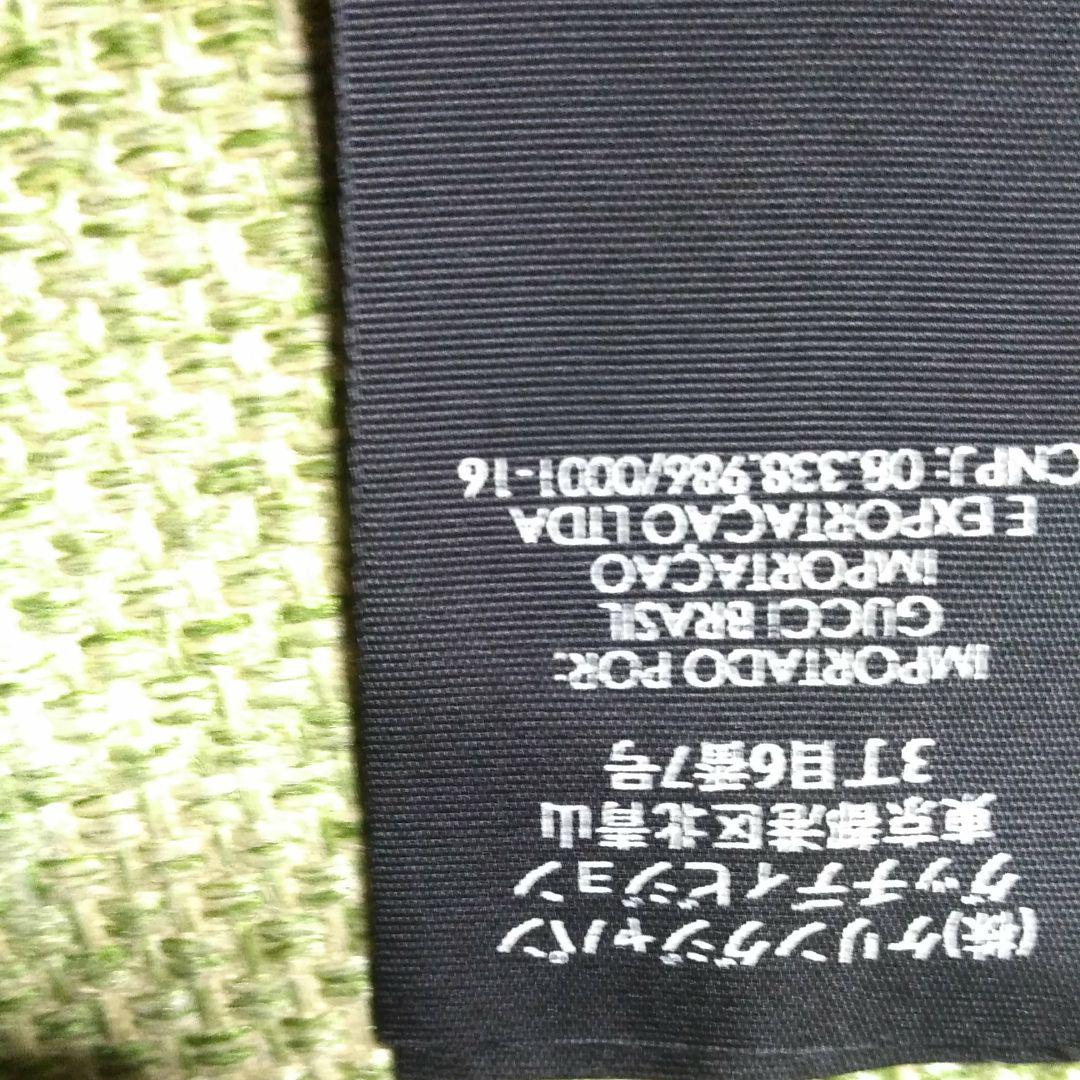 (株)ケリングジャパン
グッチディビジョン
東京都港区北青山
3丁目6番7号
IMPORTADO POR:
GUCCI BRASIL
IMPORTAÇAO
E EXPORTAÇAO LTDA
CNPJ: 08.338.986/0001-16